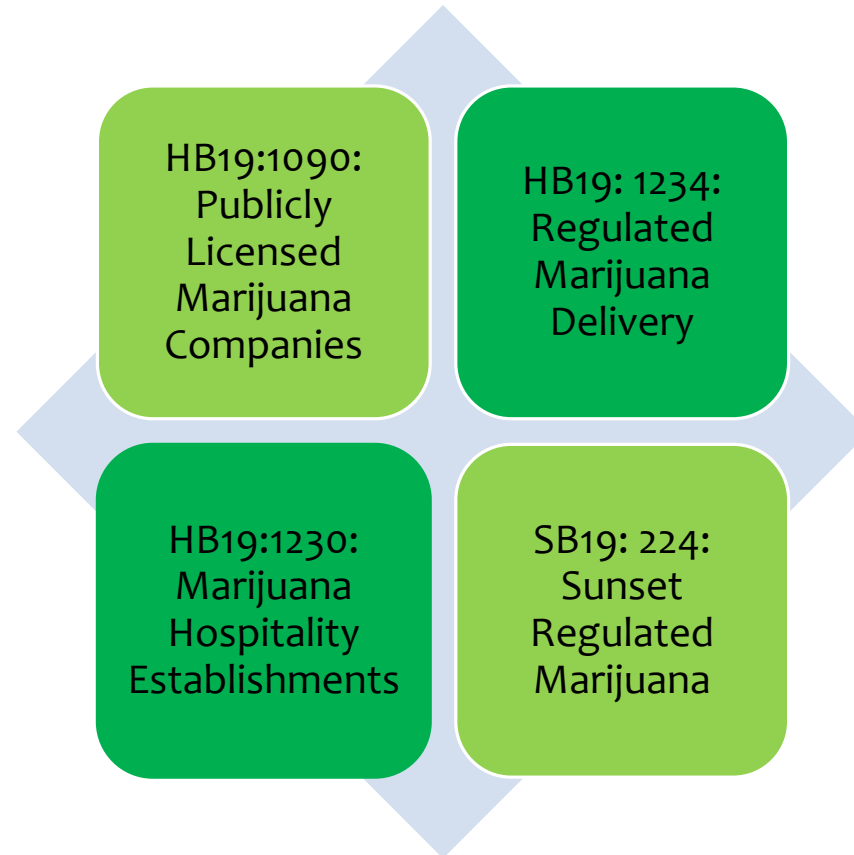 HB19:1090:
Publicly
Licensed
Marijuana
Companies
HB19: 1234:
Regulated
Marijuana
Delivery
HB19:1230:
Marijuana
Hospitality
Establishments
SB19: 224:
Sunset
Regulated
Marijuana